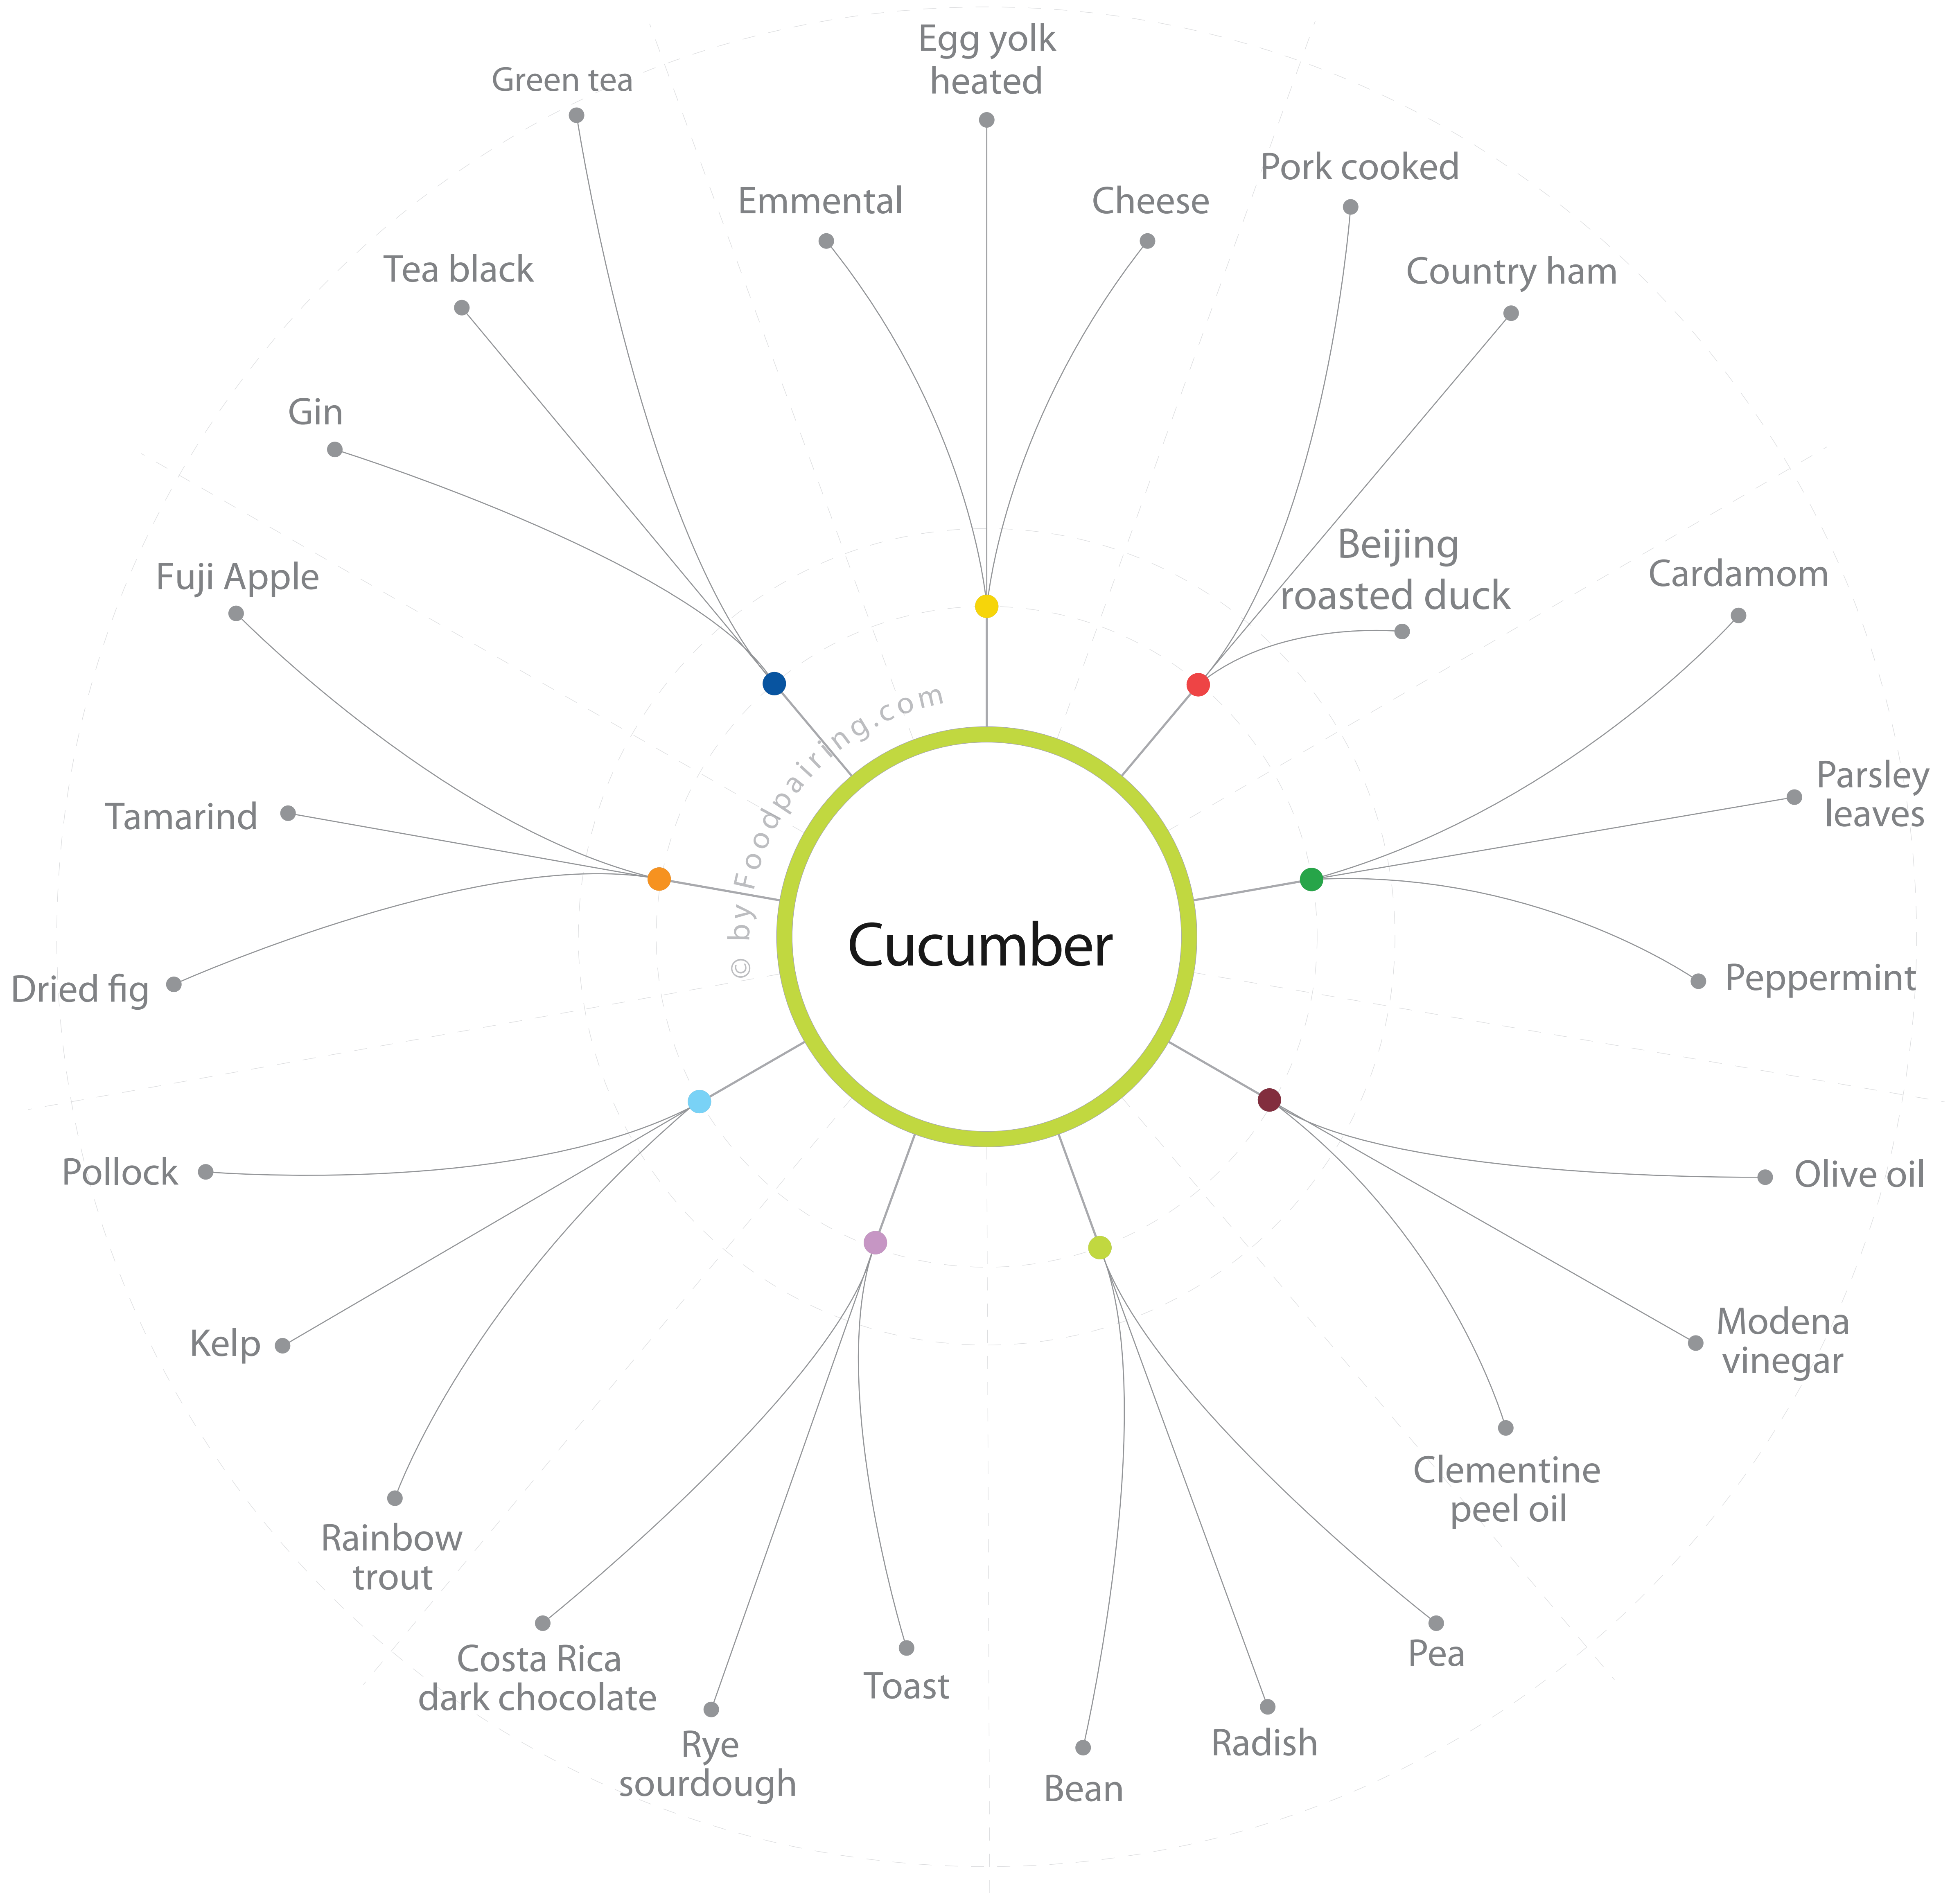 Egg yolk
heated
Green tea
Emmental
Cheese
Pork cooked
Tea black
Country ham
Gin
Beijing
roasted duck
Fuji Apple
Cardamom
Parsley
leaves
Tamarind
© by Foodpairing.com
Cucumber
Dried fig
Peppermint
Pollock
Olive oil
Kelp
Modena
vinegar
Clementine
peel oil
Rainbow
trout
Costa Rica
dark chocolate
Toast
Pea
Rye
sourdough
Radish
Bean